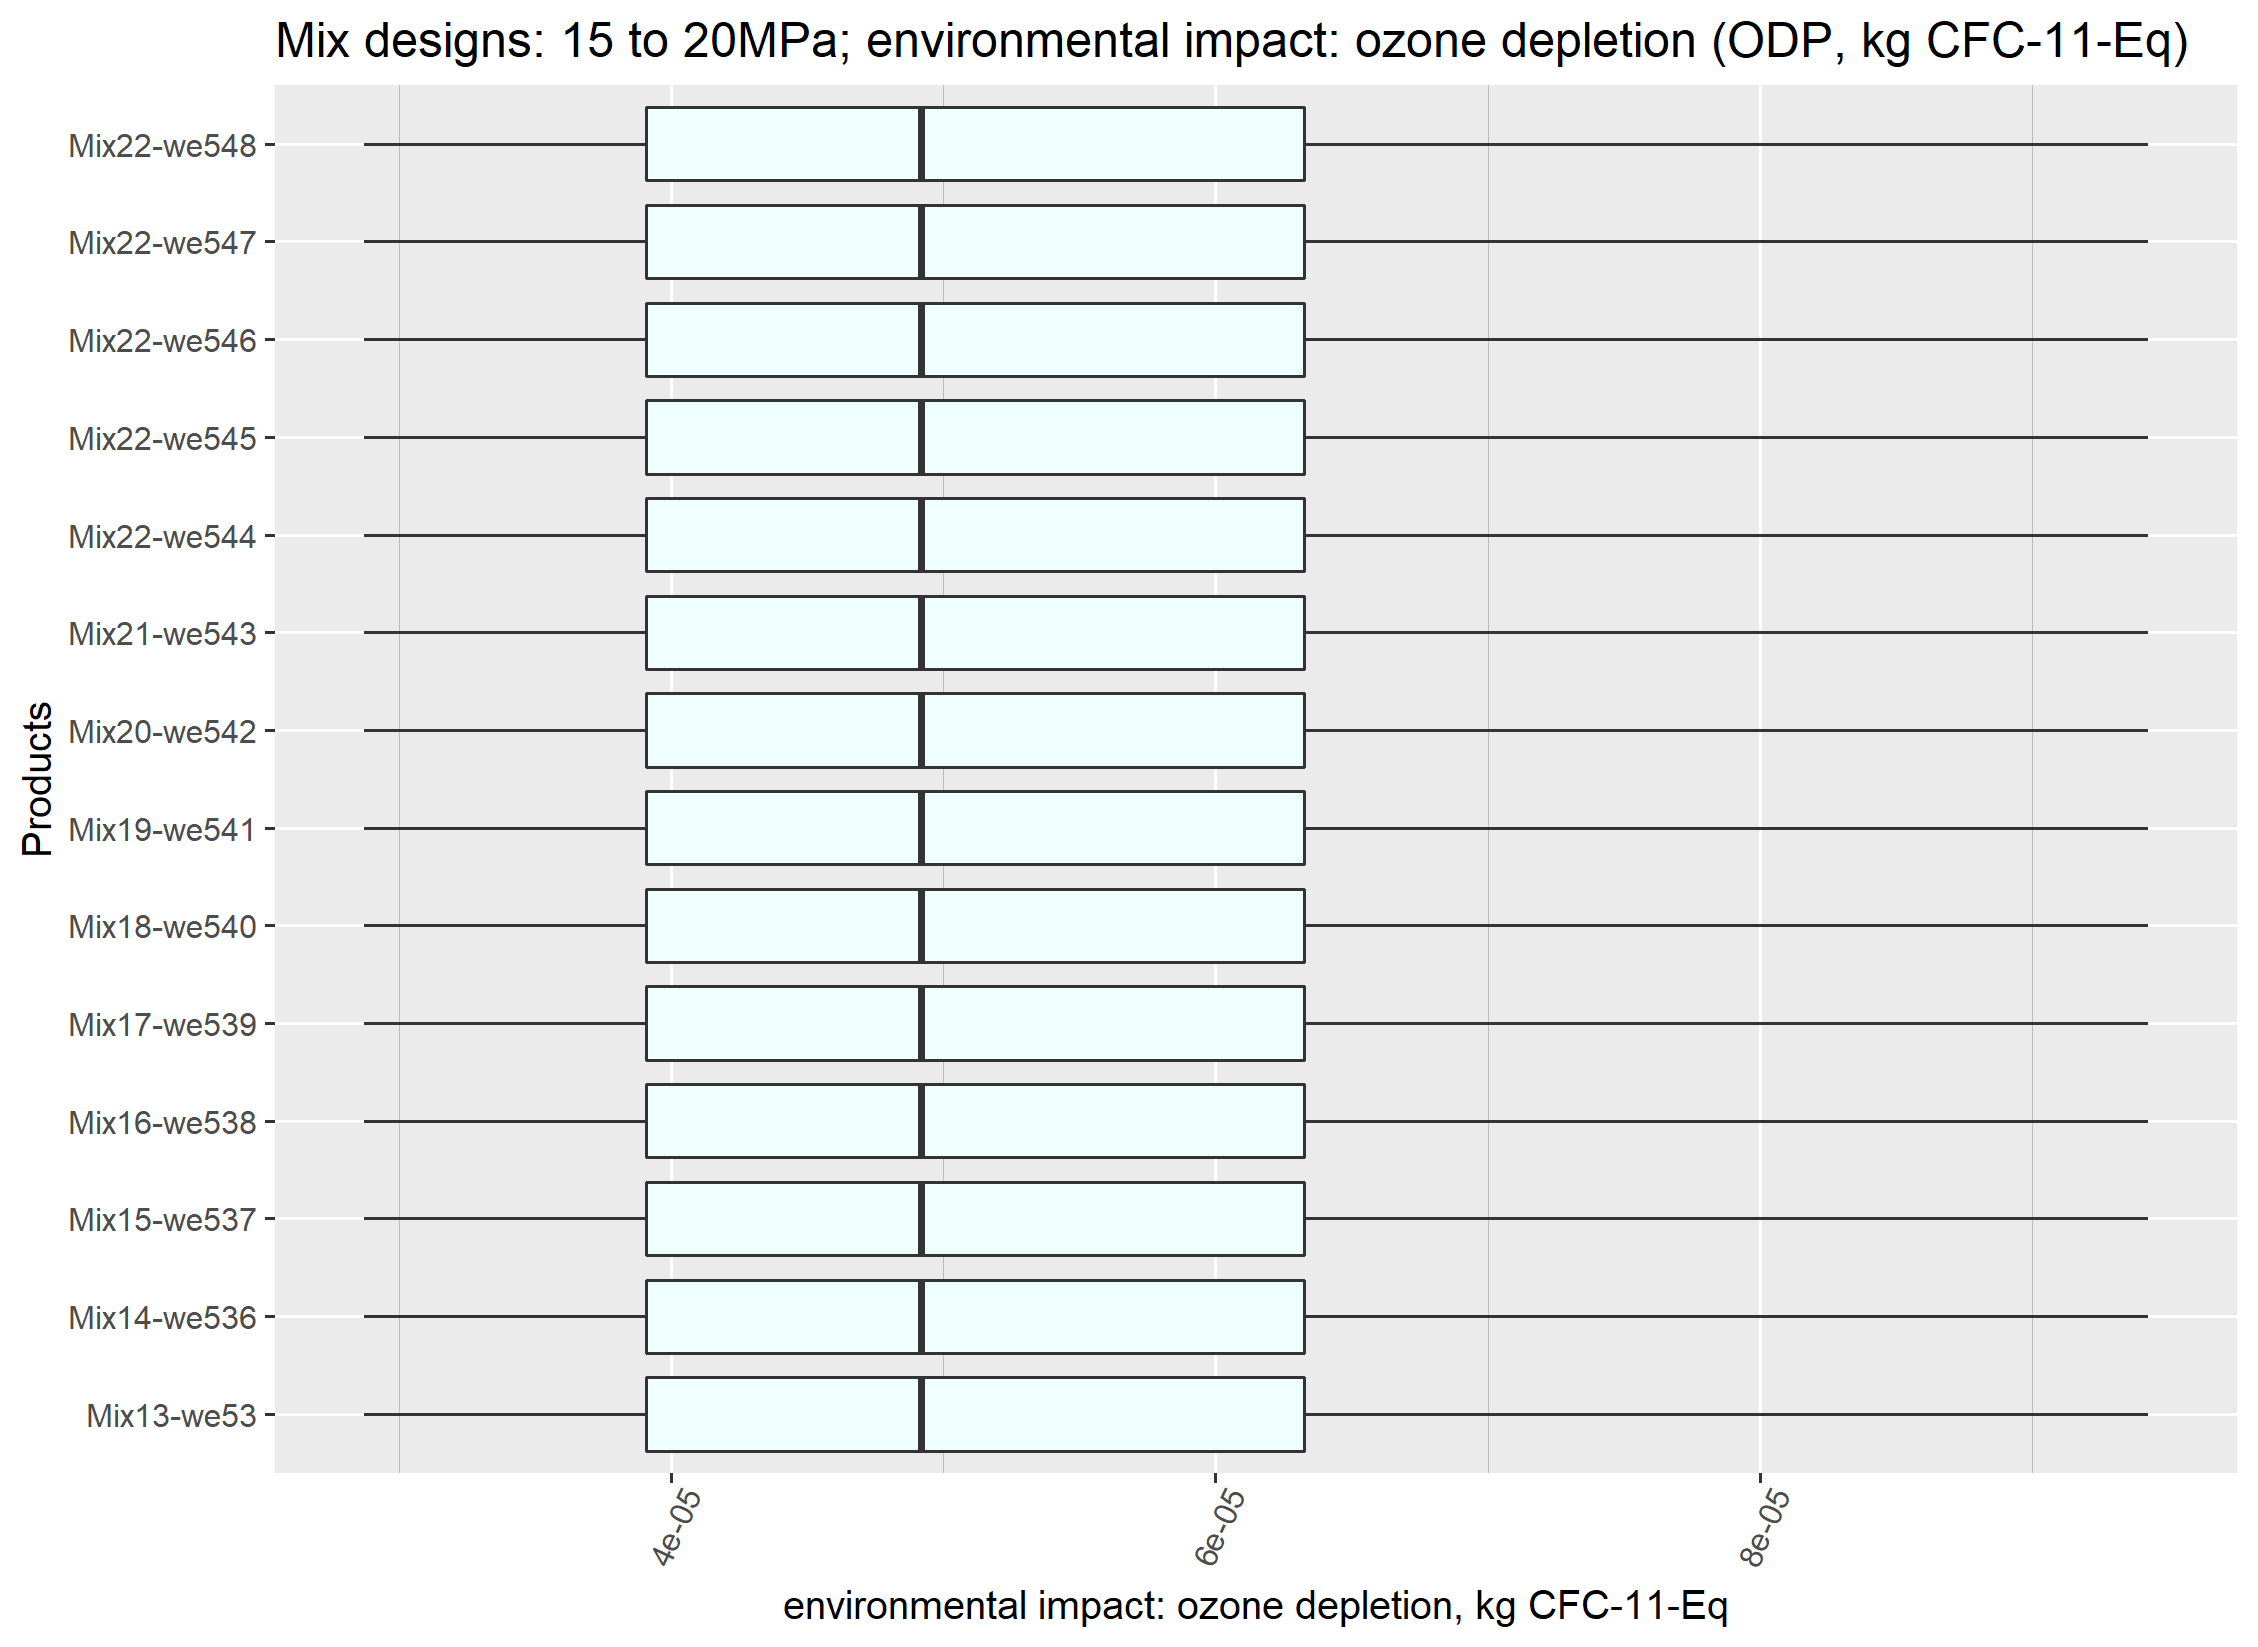 Mix designs: 15 to 20MPa; environmental impact: ozone depletion (ODP, kg CFC-11-Eq)
Mix22-we548
Mix22-we547
Mix22-we546
Mix22-we545
Mix22-we544
Mix21-we543
Mix20-we542
Mix19-we541
Mix18-we540
Mix17-we539
Mix16-we538
Mix15-we537
Mix14-we536
Mix13-we53
Products
4e-05
6e-05
8e-05
environmental impact: ozone depletion, kg CFC-11-Eq